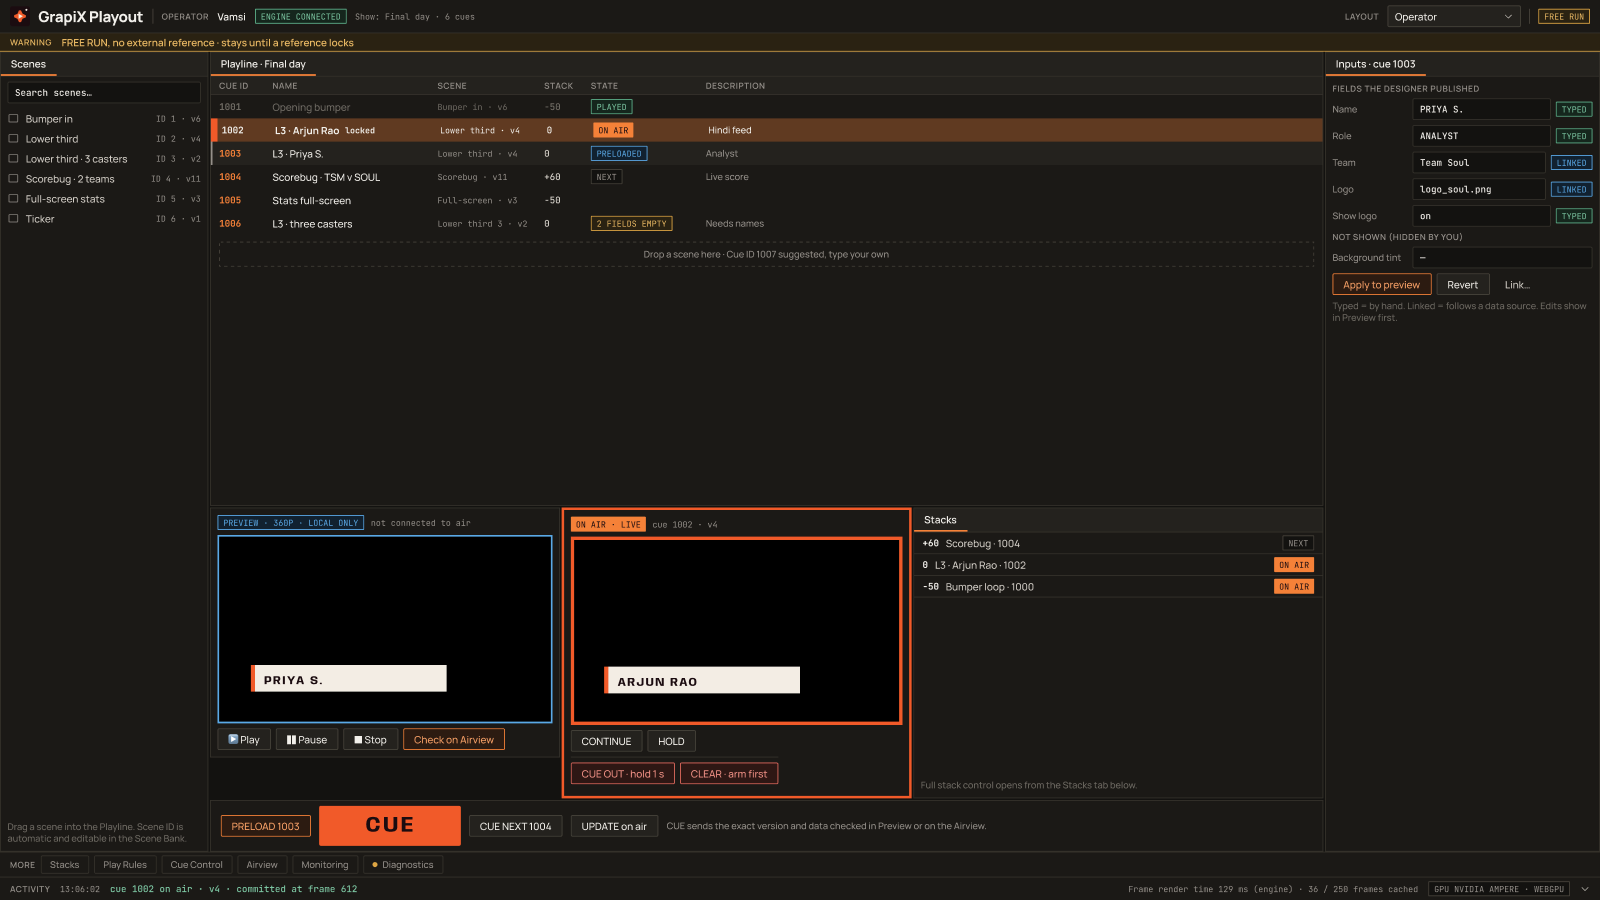 GrapiX Playout OPERATOR Vamsi ENGINE CONNECTED Show: Final day · 6 cues LAYOUT Operator FREE RUN
WARNING FREE RUN, no external reference · stays until a reference locks
Scenes
Search scenes…
Bumper in ID 1 · v6
Lower third ID 2 · v4
Lower third · 3 casters ID 3 · v2
Scorebug · 2 teams ID 4 · v11
Full-screen stats ID 5 · v3
Ticker ID 6 · v1
Drag a scene into the Playline. Scene ID is
automatic and editable in the Scene Bank.
Playline · Final day
CUE ID NAME SCENE STACK STATE DESCRIPTION
1001 Opening bumper Bumper in · v6 -50 PLAYED
1002 L3 · Arjun Rao locked Lower third · v4 0 ON AIR Hindi feed
1003 L3 · Priya S. Lower third · v4 0 PRELOADED Analyst
1004 Scorebug · TSM v SOUL Scorebug · v11 +60 NEXT Live score
1005 Stats full-screen Full-screen · v3 -50
1006 L3 · three casters Lower third 3 · v2 0 2 FIELDS EMPTY Needs names
Drop a scene here · Cue ID 1007 suggested, type your own
PREVIEW · 360P · LOCAL ONLY not connected to air
PRIYA S.
Play Pause Stop Check on Airview
ON AIR · LIVE cue 1002 · v4
ARJUN RAO
CONTINUE HOLD
CUE OUT · hold 1 s CLEAR · arm first
Stacks
+60 Scorebug · 1004 NEXT
0 L3 · Arjun Rao · 1002 ON AIR
-50 Bumper loop · 1000 ON AIR
Full stack control opens from the Stacks tab below.
PRELOAD 1003 CUE CUE NEXT 1004 UPDATE on air CUE sends the exact version and data checked in Preview or on the Airview.
Inputs · cue 1003
FIELDS THE DESIGNER PUBLISHED
Name PRIYA S. TYPED
Role ANALYST TYPED
Team Team Soul LINKED
Logo logo_soul.png LINKED
Show logo on TYPED
NOT SHOWN (HIDDEN BY YOU)
Background tint —
Apply to preview Revert Link…
Typed = by hand. Linked = follows a data source. Edits show
in Preview first.
MORE Stacks Play Rules Cue Control Airview Monitoring Diagnostics
ACTIVITY 13:06:02 cue 1002 on air · v4 · committed at frame 612 Frame render time 129 ms (engine) · 36 / 250 frames cached GPU NVIDIA AMPERE · WEBGPU